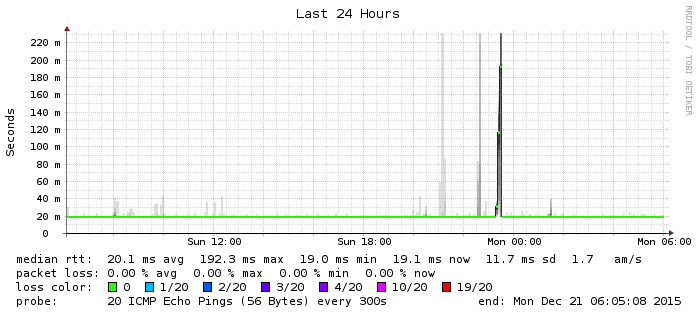 Last 24 Hours
RRDTOOL / TOBI OETIKER
Seconds
220 m
200 m
180 m
160 m
140 m
120 m
100 m
80 m
60 m
40 m
20 m
0
Sun 12:00 Sun 18:00 Mon 00:00 Mon 06:00
median rtt: 20.1 ms avg 192.3 ms max 19.0 ms min 19.1 ms now 11.7 ms sd 1.7 am/s
packet loss: 0.00 % avg 0.00 % max 0.00 % min 0.00 % now
loss color: 0 1/20 2/20 3/20 4/20 10/20 19/20
probe: 20 ICMP Echo Pings (56 Bytes) every 300s end: Mon Dec 21 06:05:08 2015